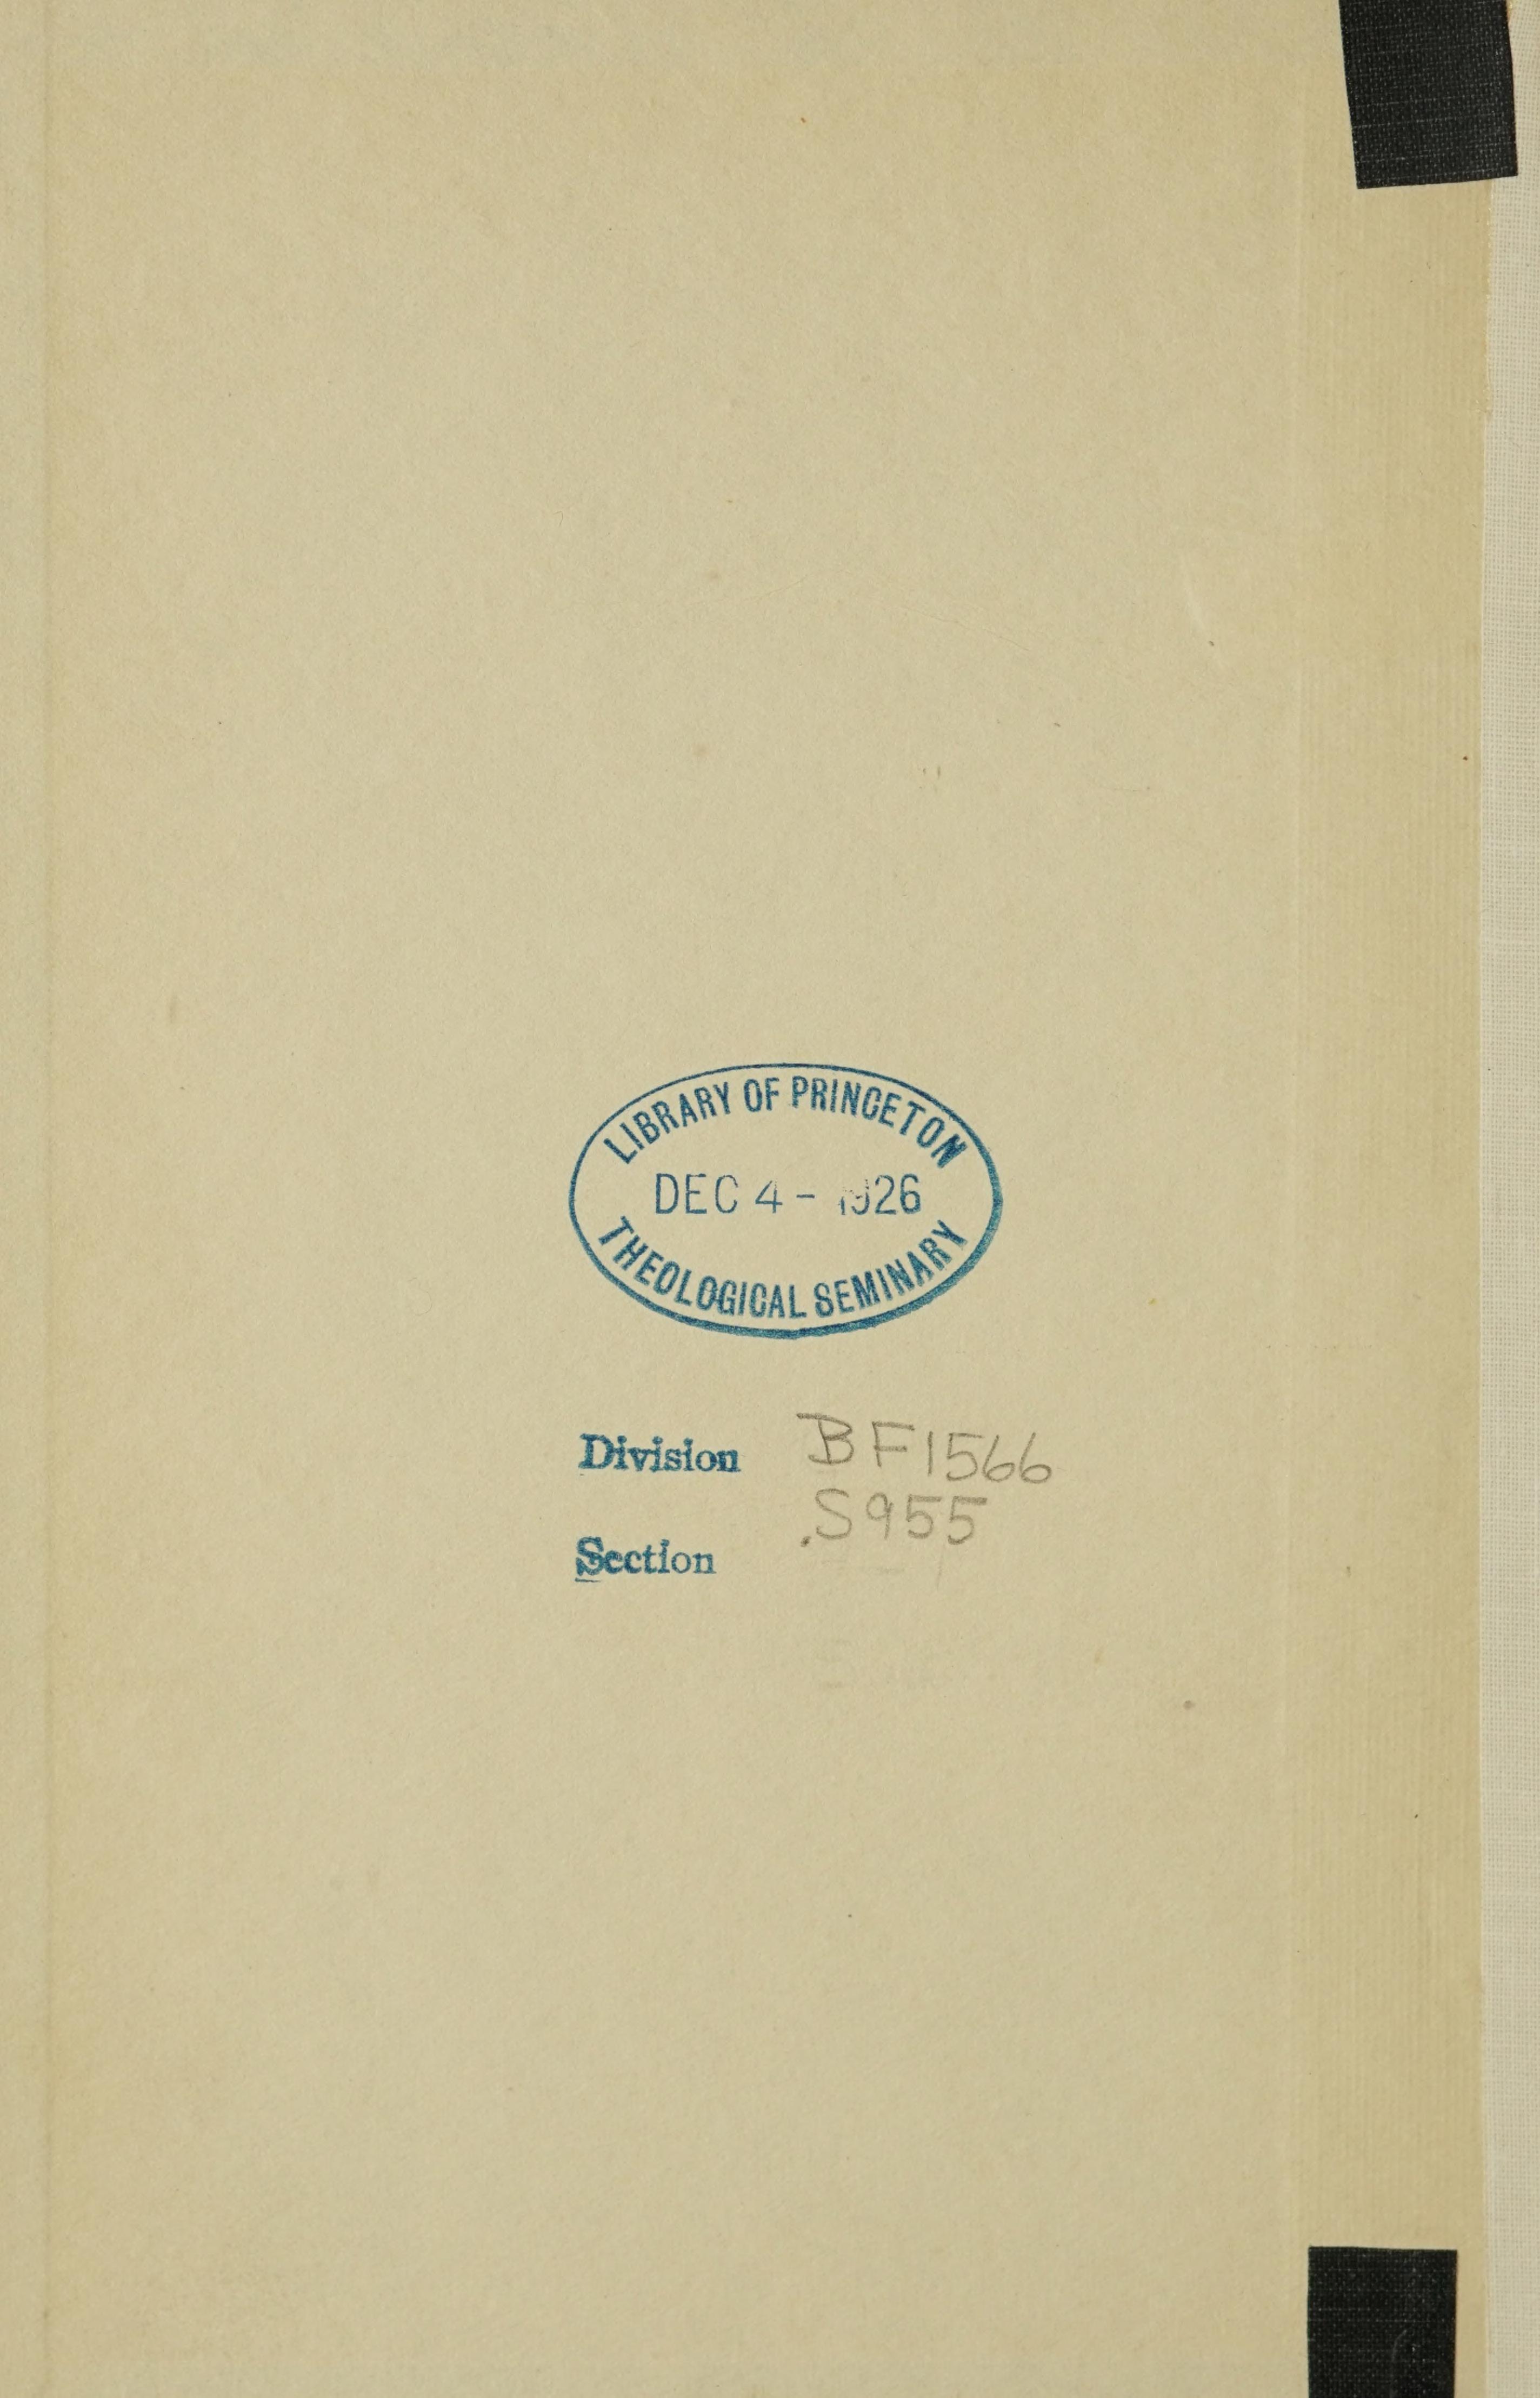 LIBRARY OF PRINCETON
DEC 4 - 1926
THEOLOGICAL SEMINARY
Division BF1566
.S955
Section